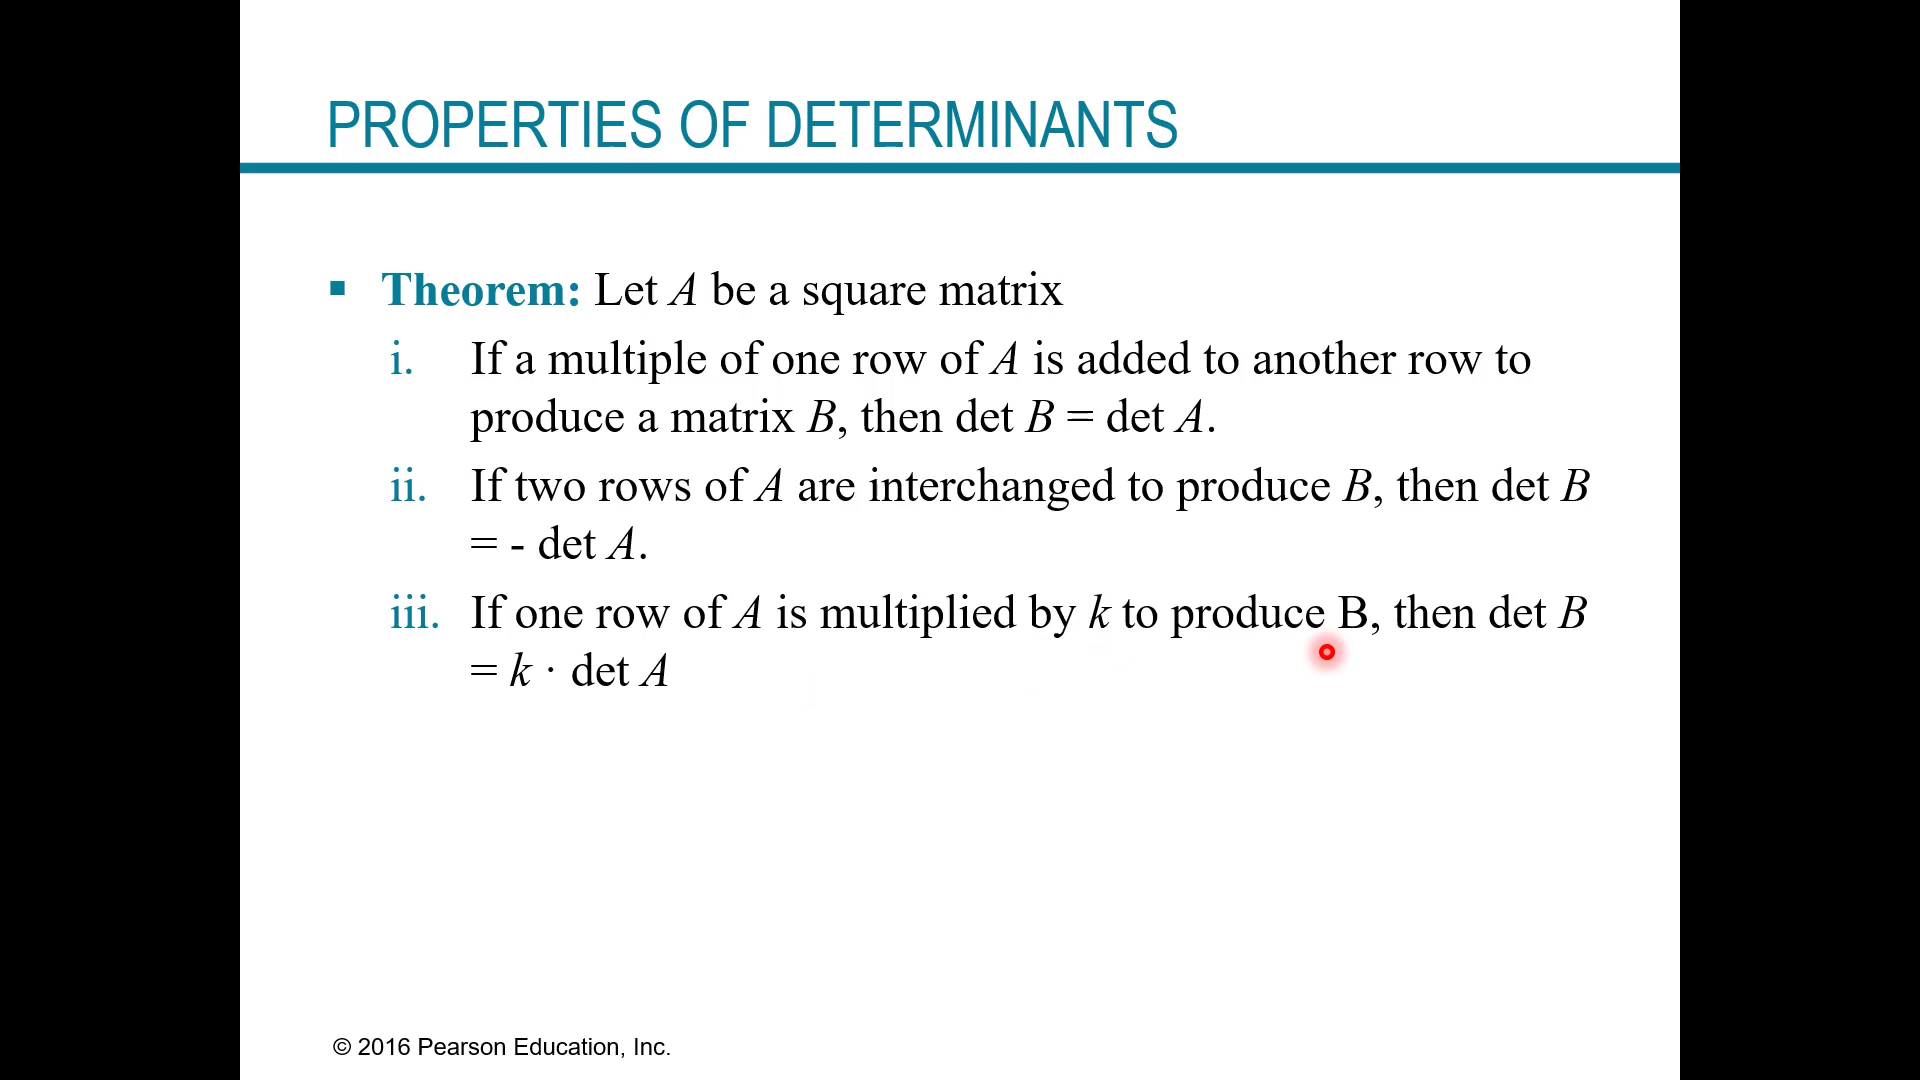 PROPERTIES OF DETERMINANTS
▪ Theorem: Let A be a square matrix
i. If a multiple of one row of A is added to another row to
produce a matrix B, then det B = det A.
ii. If two rows of A are interchanged to produce B, then det B
= - det A.
iii. If one row of A is multiplied by k to produce B, then det B
= k · det A
© 2016 Pearson Education, Inc.